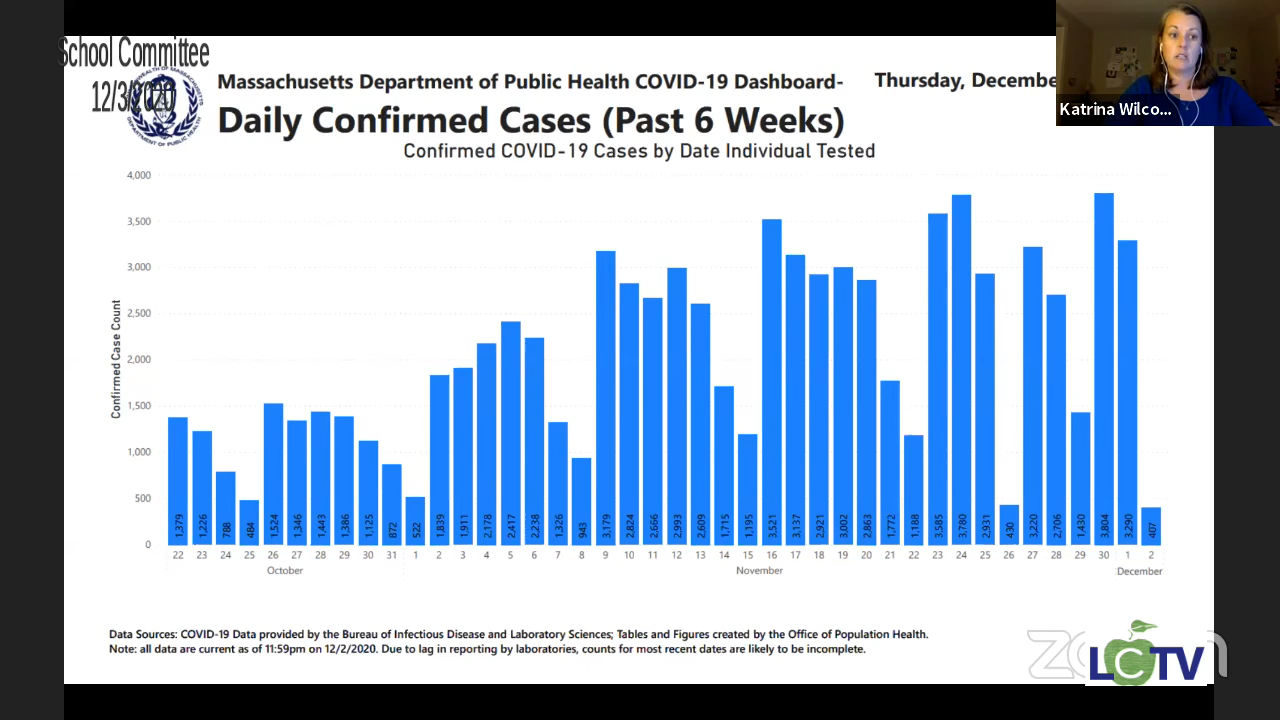 School Committee
12/3/2020
Massachusetts Department of Public Health COVID-19 Dashboard-
Thursday, Decembe
Daily Confirmed Cases (Past 6 Weeks)
Confirmed COVID-19 Cases by Date Individual Tested
Katrina Wilco...
Confirmed Case Count
4,000
3,500
3,000
2,500
2,000
1,500
1,000
500
0
1,379 1,226 788 484 1,524 1,346 1,443 1,386 1,125 872 522 1,839 1,911 2,178 2,417 2,238 1,326 943 3,179 2,824 2,666 2,993 2,609 1,715 1,195 3,521 3,137 2,921 3,002 2,863 1,772 1,188 3,585 3,780 2,931 430 3,220 2,706 1,430 3,804 3,290 407
22 23 24 25 26 27 28 29 30 31 1 2 3 4 5 6 7 8 9 10 11 12 13 14 15 16 17 18 19 20 21 22 23 24 25 26 27 28 29 30 1 2
October November December
Data Sources: COVID-19 Data provided by the Bureau of Infectious Disease and Laboratory Sciences; Tables and Figures created by the Office of Population Health.
Note: all data are current as of 11:59pm on 12/2/2020. Due to lag in reporting by laboratories, counts for most recent dates are likely to be incomplete.
zoom
LCTV